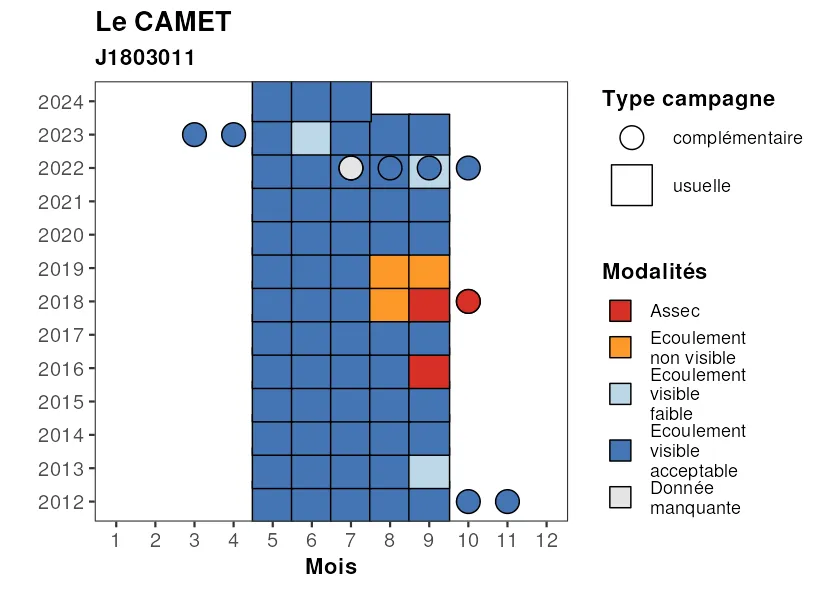 Le CAMET
J1803011
2024
2023
2022
2021
2020
2019
2018
2017
2016
2015
2014
2013
2012
1 2 3 4 5 6 7 8 9 10 11 12
Mois
Type campagne
complémentaire
usuelle
Modalités
Assec
Ecoulement
non visible
Ecoulement
visible
faible
Ecoulement
visible
acceptable
Donnée
manquante